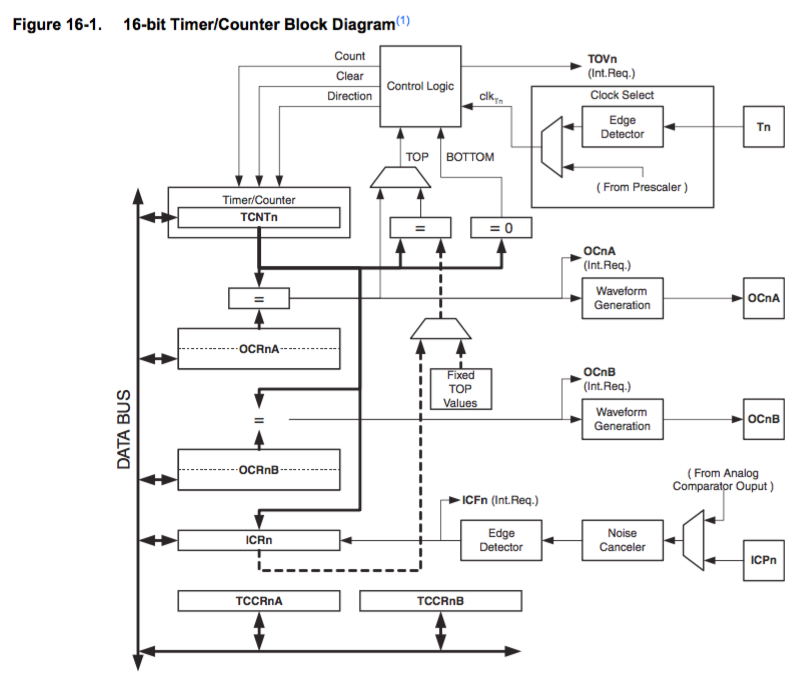 Figure 16-1. 16-bit Timer/Counter Block Diagram(1)
Count
Clear
Direction
Control Logic
TOVn
(Int.Req.)
clkTn
Clock Select
Edge
Detector
Tn
( From Prescaler )
TOP
BOTTOM
Timer/Counter
TCNTn
=
= 0
OCnA
(Int.Req.)
=
Waveform
Generation
OCnA
OCRnA
Fixed
TOP
Values
OCnB
(Int.Req.)
=
Waveform
Generation
OCnB
DATA BUS
OCRnB
( From Analog
Comparator Ouput )
ICFn (Int.Req.)
ICRn
Edge
Detector
Noise
Canceler
ICPn
TCCRnA
TCCRnB